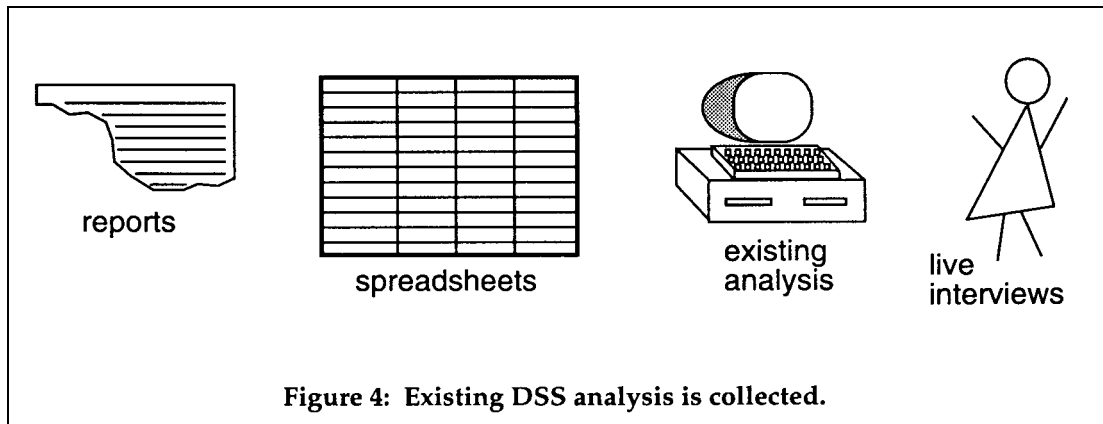 reports
spreadsheets
existing
analysis
live
interviews
Figure 4: Existing DSS analysis is collected.